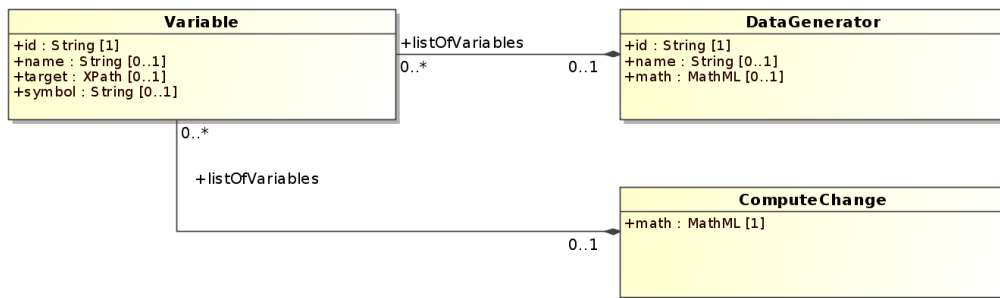 Variable
+id : String [1]
+name : String [0..1]
+target : XPath [0..1]
+symbol : String [0..1]
+listOfVariables
0..*
0..1
DataGenerator
+id : String [1]
+name : String [0..1]
+math : MathML [0..1]
0..*
+listOfVariables
0..1
ComputeChange
+math : MathML [1]